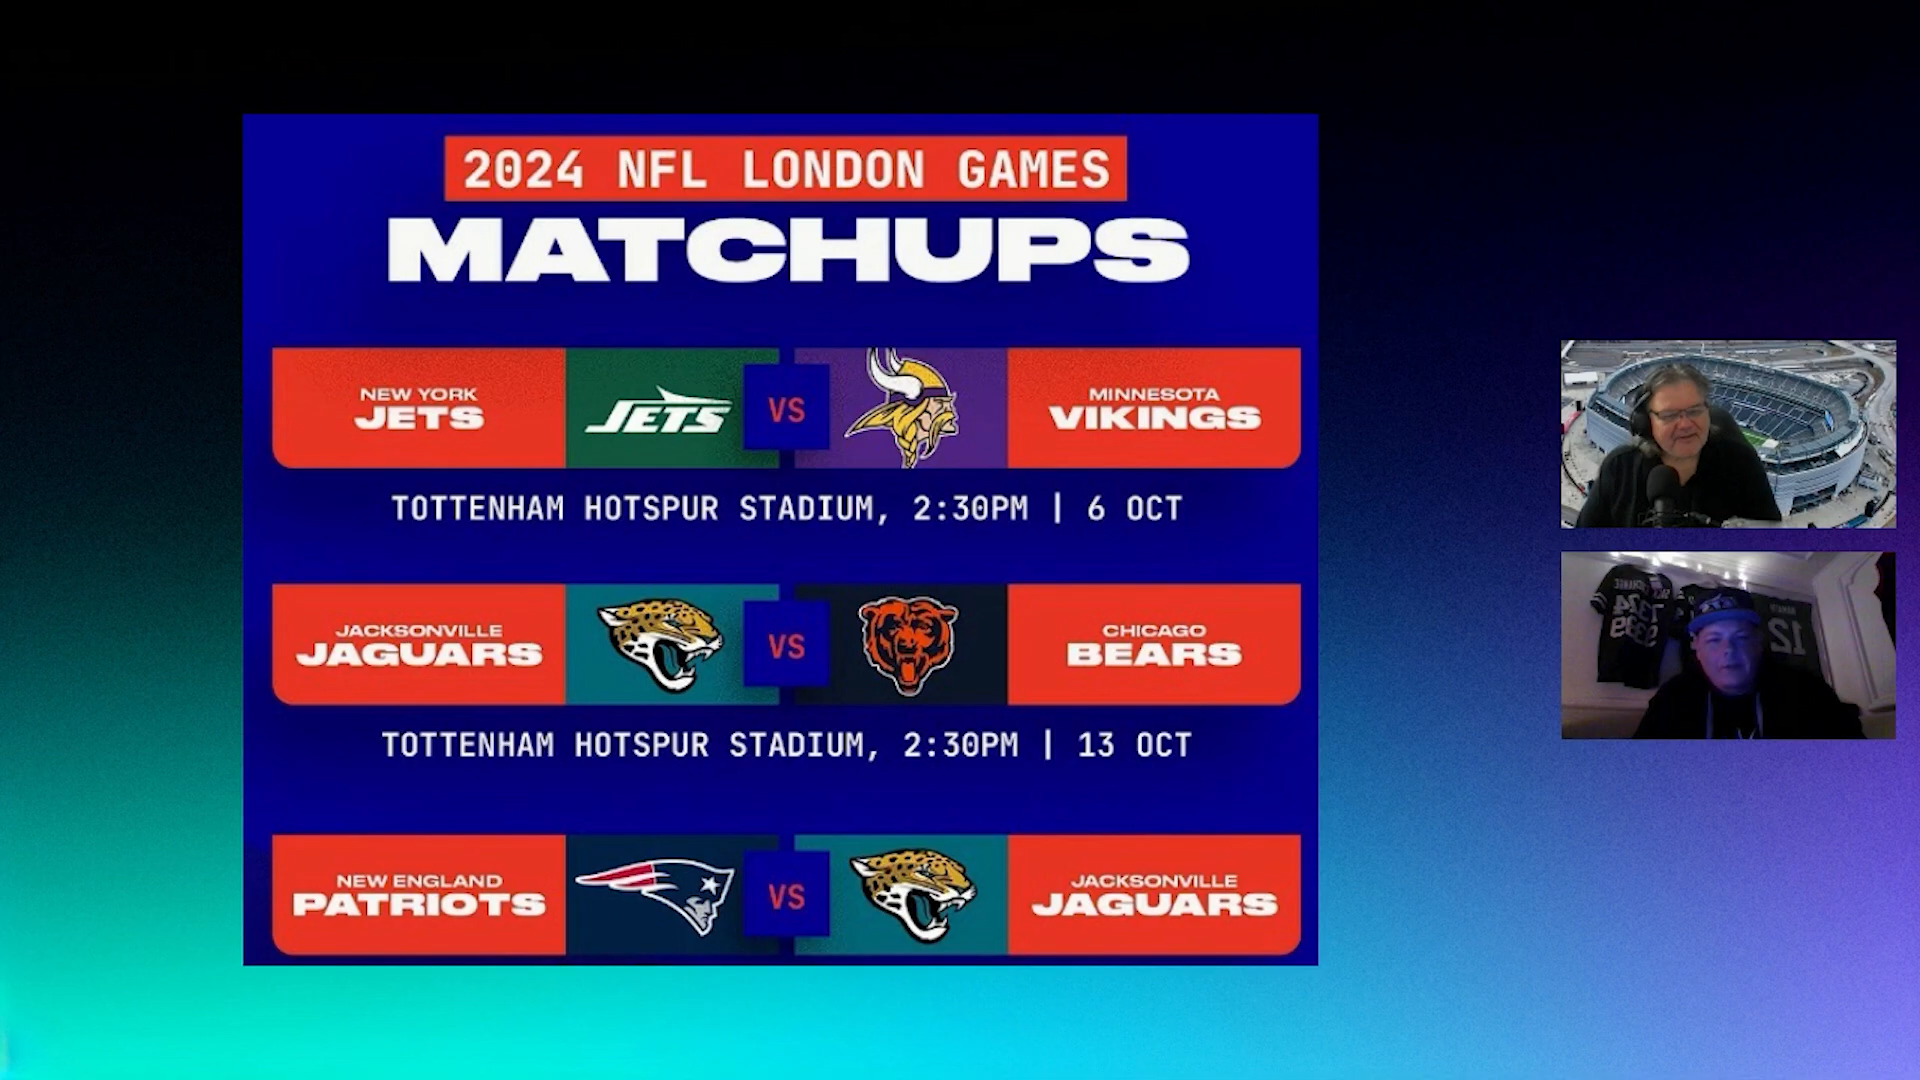 2024 NFL LONDON GAMES
MATCHUPS
NEW YORK
JETS
JETS
VS
MINNESOTA
VIKINGS
TOTTENHAM HOTSPUR STADIUM, 2:30PM | 6 OCT
JACKSONVILLE
JAGUARS
VS
CHICAGO
BEARS
TOTTENHAM HOTSPUR STADIUM, 2:30PM | 13 OCT
NEW ENGLAND
PATRIOTS
VS
JACKSONVILLE
JAGUARS
12